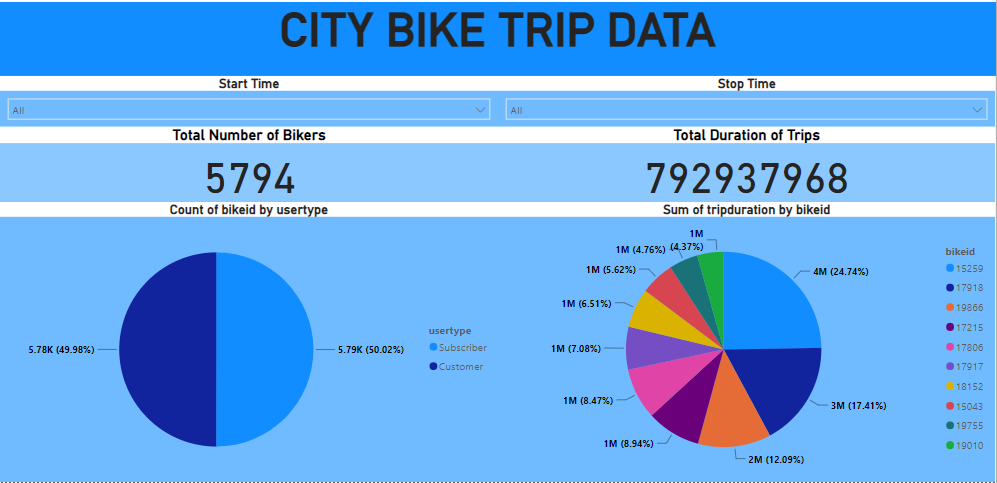 CITY BIKE TRIP DATA
Start Time
Stop Time
All
All
Total Number of Bikers
Total Duration of Trips
5794
792937968
Count of bikeid by usertype
Sum of tripduration by bikeid
5.78K (49.98%)
5.79K (50.02%)
usertype
Subscriber
Customer
1M
(4.37%)
1M (4.76%)
1M (5.62%)
1M (6.51%)
1M (7.08%)
1M (8.47%)
1M (8.94%)
2M (12.09%)
3M (17.41%)
4M (24.74%)
bikeid
15259
17918
19866
17215
17806
17917
18152
15043
19755
19010